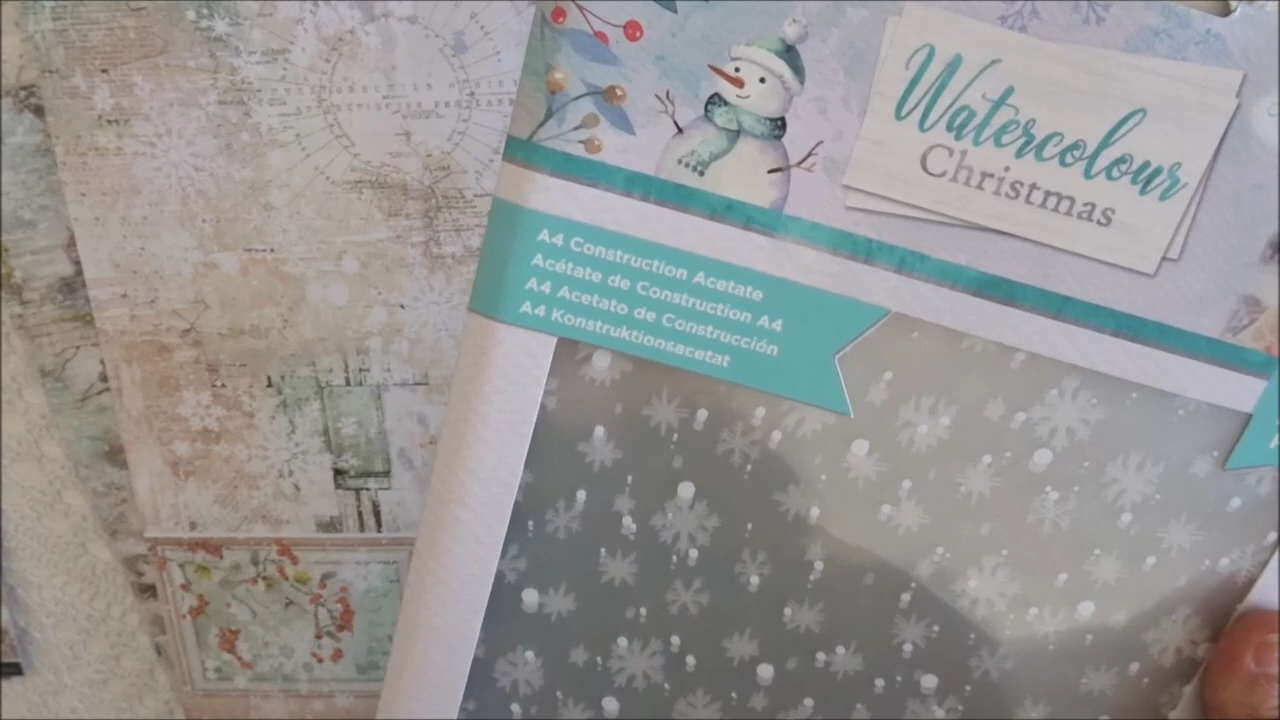 Watercolour
Christmas
A4 Construction Acetate
Acétate de Construction A4
A4 Acetato de Construcción
A4 Konstruktionsacetat